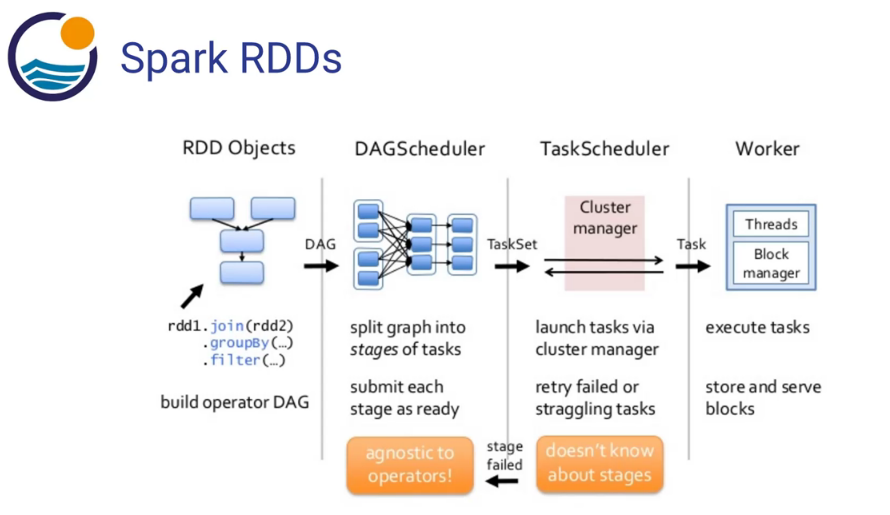 Spark RDDs
RDD Objects
DAGScheduler
TaskScheduler
Worker
DAG
TaskSet
Cluster
manager
Task
Threads
Block
manager
rdd1.join(rdd2)
.groupBy(…)
.filter(…)
build operator DAG
split graph into
stages of tasks
submit each
stage as ready
launch tasks via
cluster manager
retry failed or
straggling tasks
execute tasks
store and serve
blocks
agnostic to
operators!
stage
failed
doesn't know
about stages